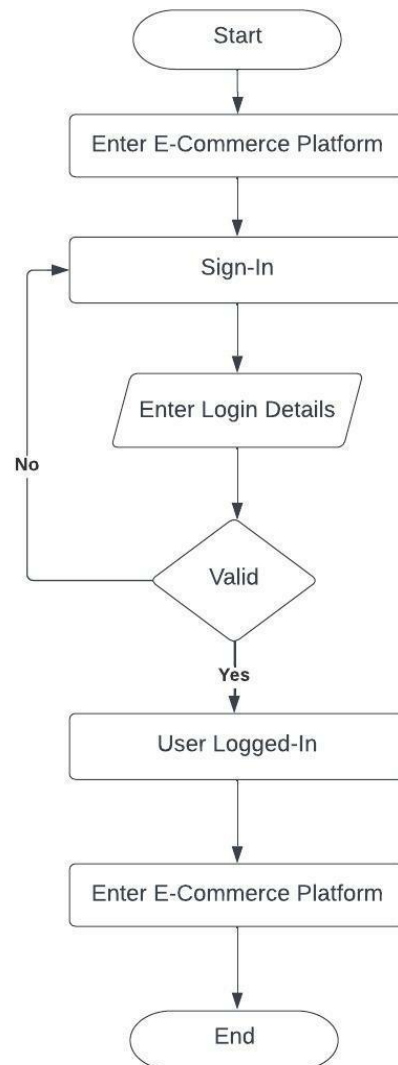 Start
Enter E-Commerce Platform
Sign-In
Enter Login Details
No
Valid
Yes
User Logged-In
Enter E-Commerce Platform
End